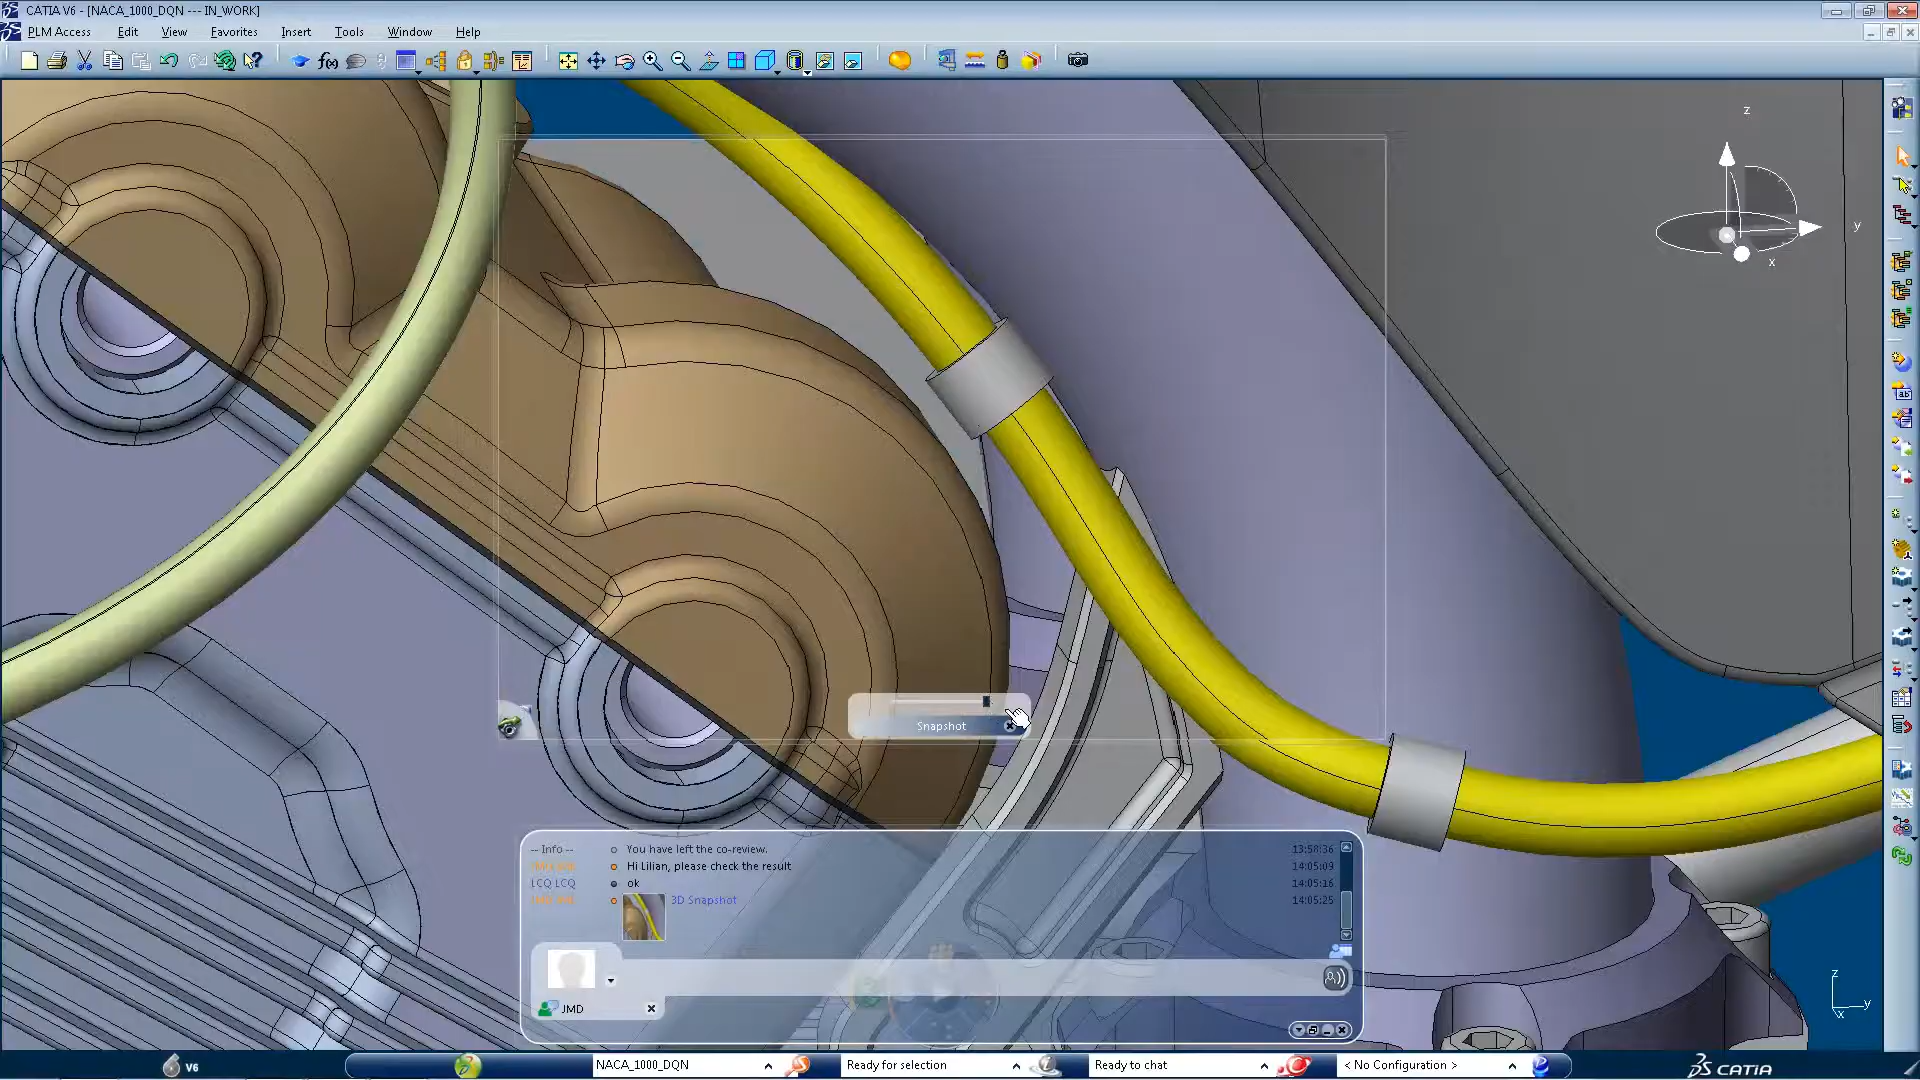 CATIA V6 - [NACA_1000_DQN --- IN_WORK]
PLM Access Edit View Favorites Insert Tools Window Help
f(x)
z
y
x
ab
Snapshot
-- Info -- You have left the co-review. 13:58:36
Hi Lilian, please check the result 14:05:09
LCQ LCQ ok 14:05:16
3D Snapshot 14:05:25
JMD
z
y
x
V6
NACA_1000_DQN
Ready for selection
Ready to chat
< No Configuration >
CATIA